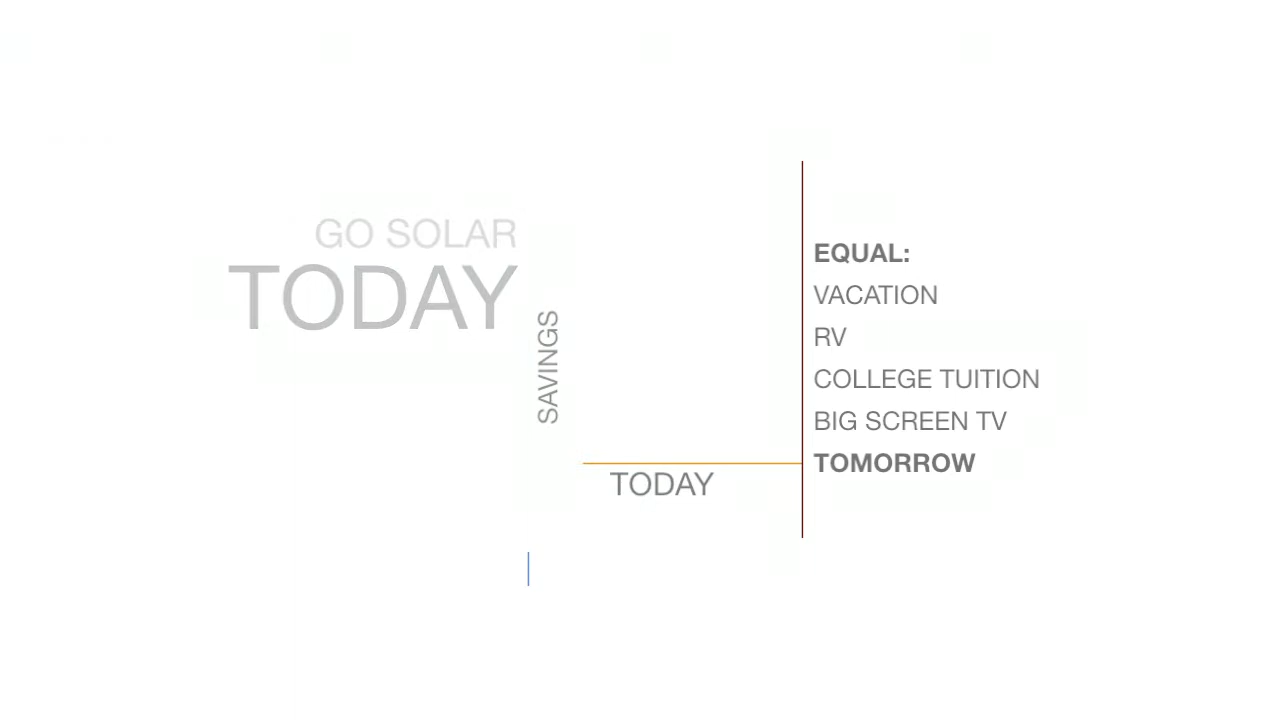 GO SOLAR
TODAY
SAVINGS
TODAY
EQUAL:
VACATION
RV
COLLEGE TUITION
BIG SCREEN TV
TOMORROW